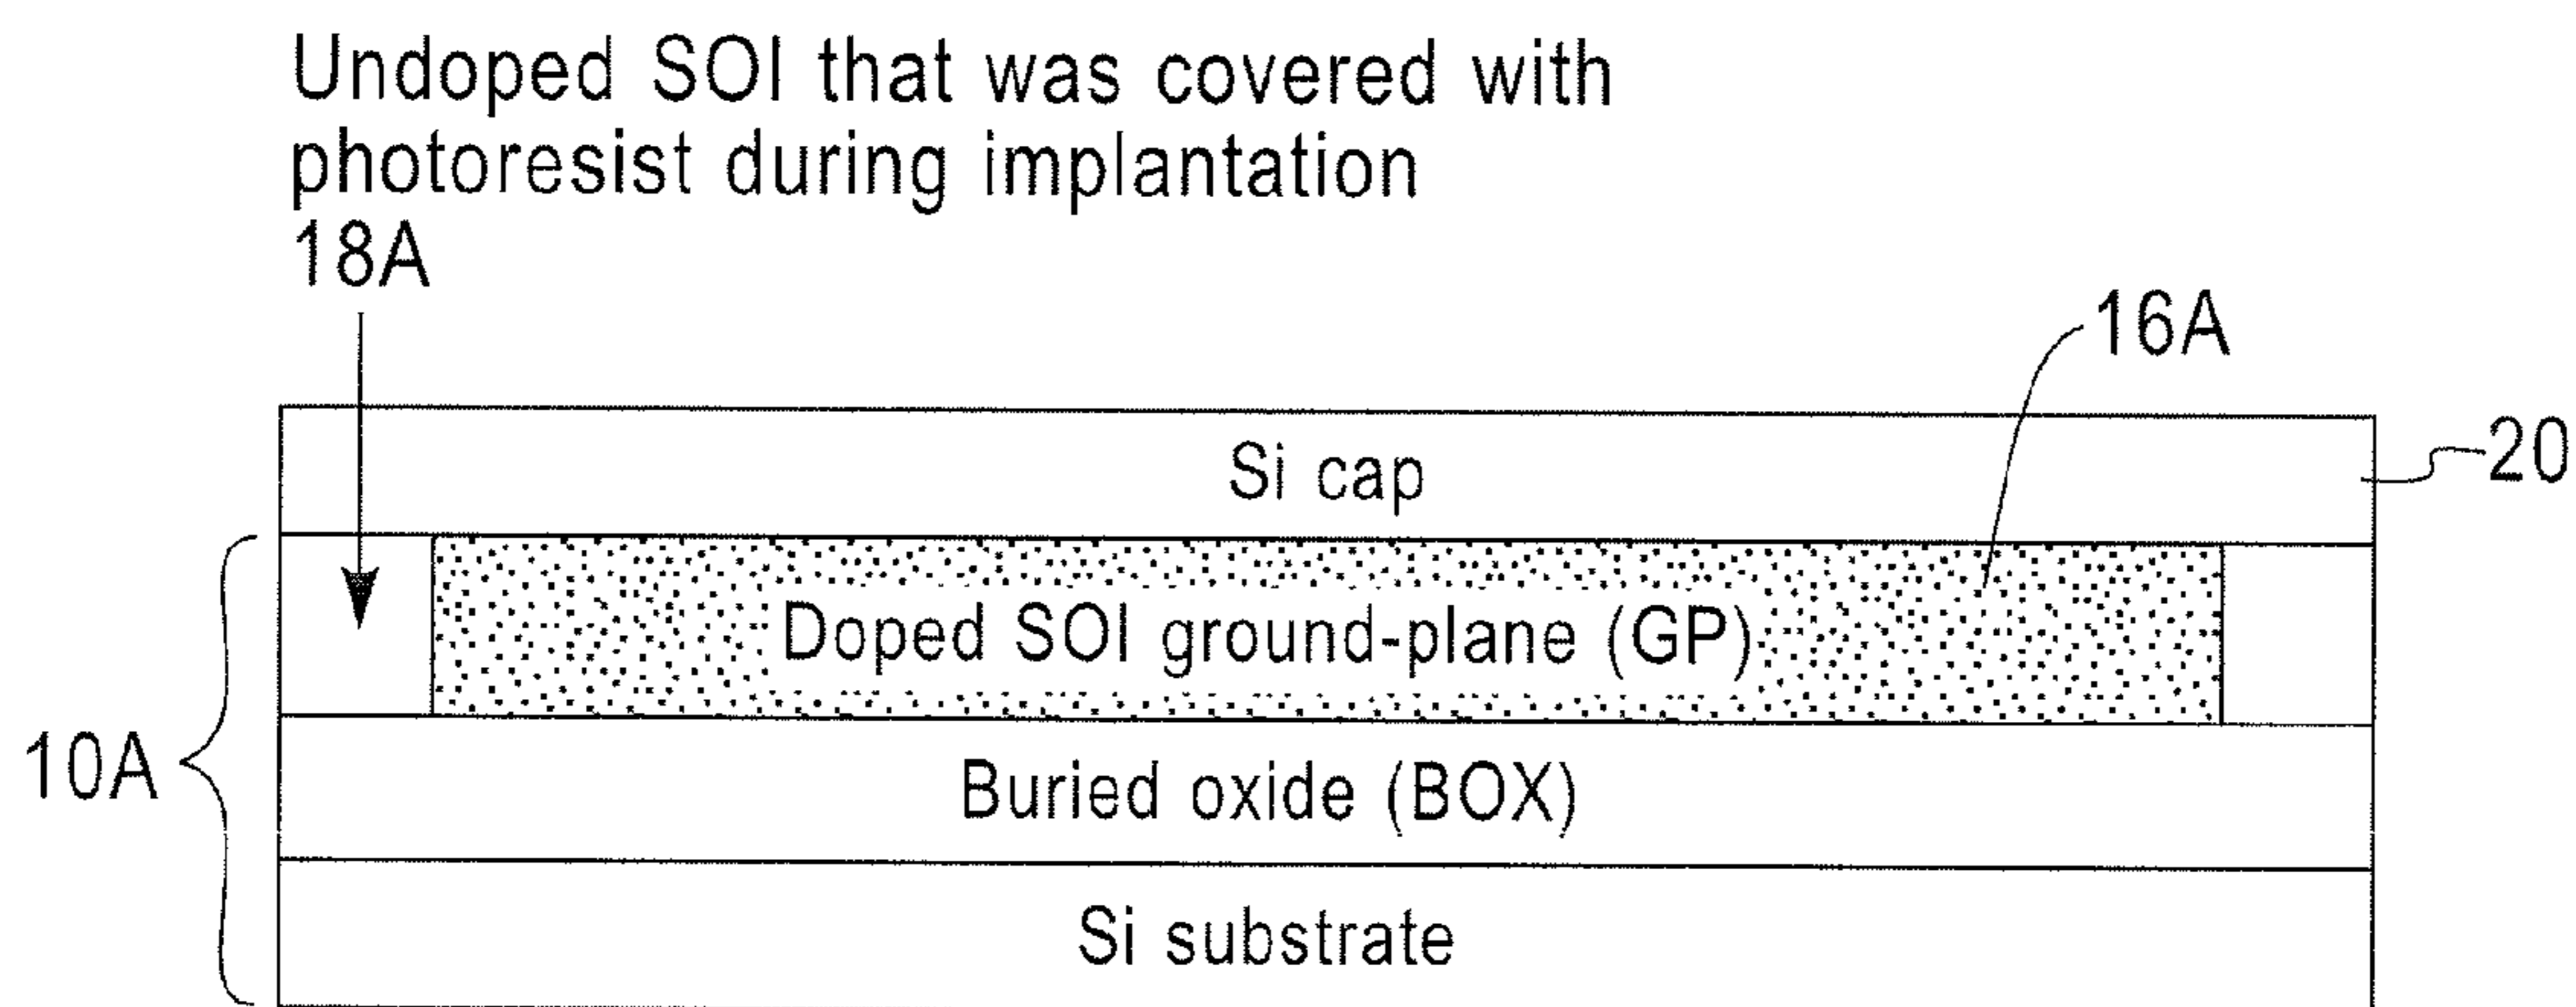 Undoped SOI that was covered with
photoresist during implantation
18A
16A
Si cap
20
Doped SOI ground-plane (GP)
10A
Buried oxide (BOX)
Si substrate